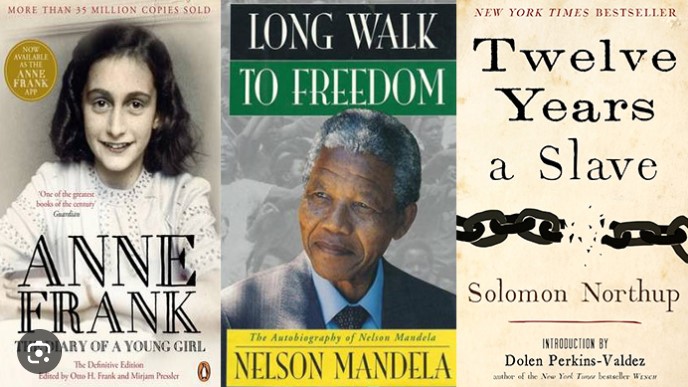 MORE THAN 35 MILLION COPIES SOLD
NOW
AVAILABLE
AS THE
ANNE
FRANK
APP
'One of the greatest
books of the century'
Guardian
ANNE
FRANK
THE DIARY OF A YOUNG GIRL
The Definitive Edition
Edited by Otto H. Frank and Mirjam Pressler
LONG WALK
TO FREEDOM
The Autobiography of Nelson Mandela
NELSON MANDELA
NEW YORK TIMES BESTSELLER
Twelve
Years
a Slave
Solomon Northup
INTRODUCTION BY
Dolen Perkins-Valdez
author of the New York Times bestseller WENCH